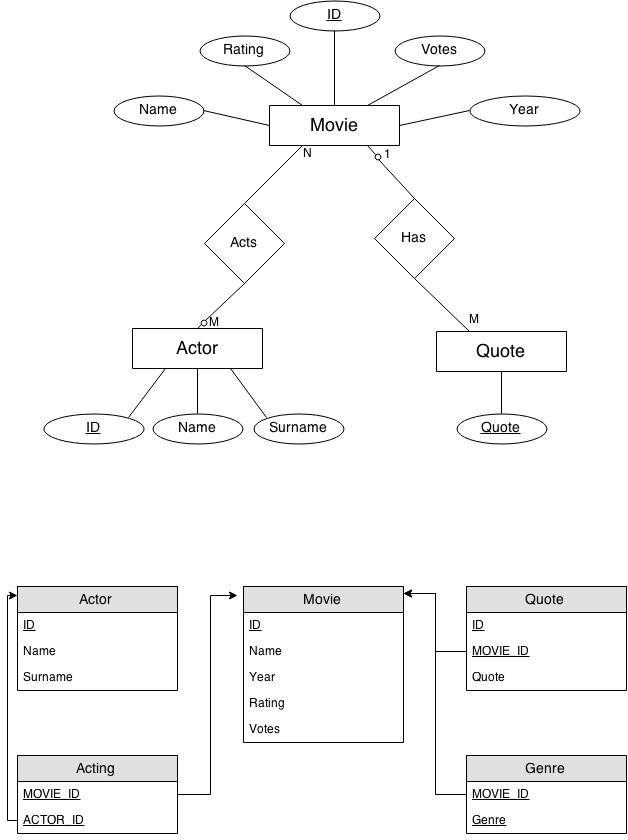 ID
Rating
Votes
Name
Movie
Year
N
1
Acts
Has
M
M
Actor
Quote
ID
Name
Surname
Quote
Actor
ID
Name
Surname
Movie
ID
Name
Year
Rating
Votes
Quote
ID
MOVIE_ID
Quote
Acting
MOVIE_ID
ACTOR_ID
Genre
MOVIE_ID
Genre